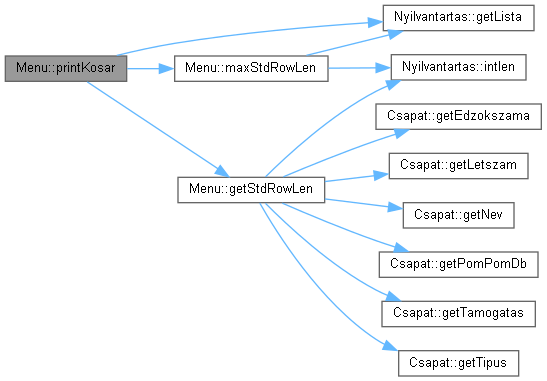 Nyilvantartas::getLista
Menu::printKosar
Menu::maxStdRowLen
Nyilvantartas::intlen
Csapat::getEdzokszama
Csapat::getLetszam
Menu::getStdRowLen
Csapat::getNev
Csapat::getPomPomDb
Csapat::getTamogatas
Csapat::getTipus